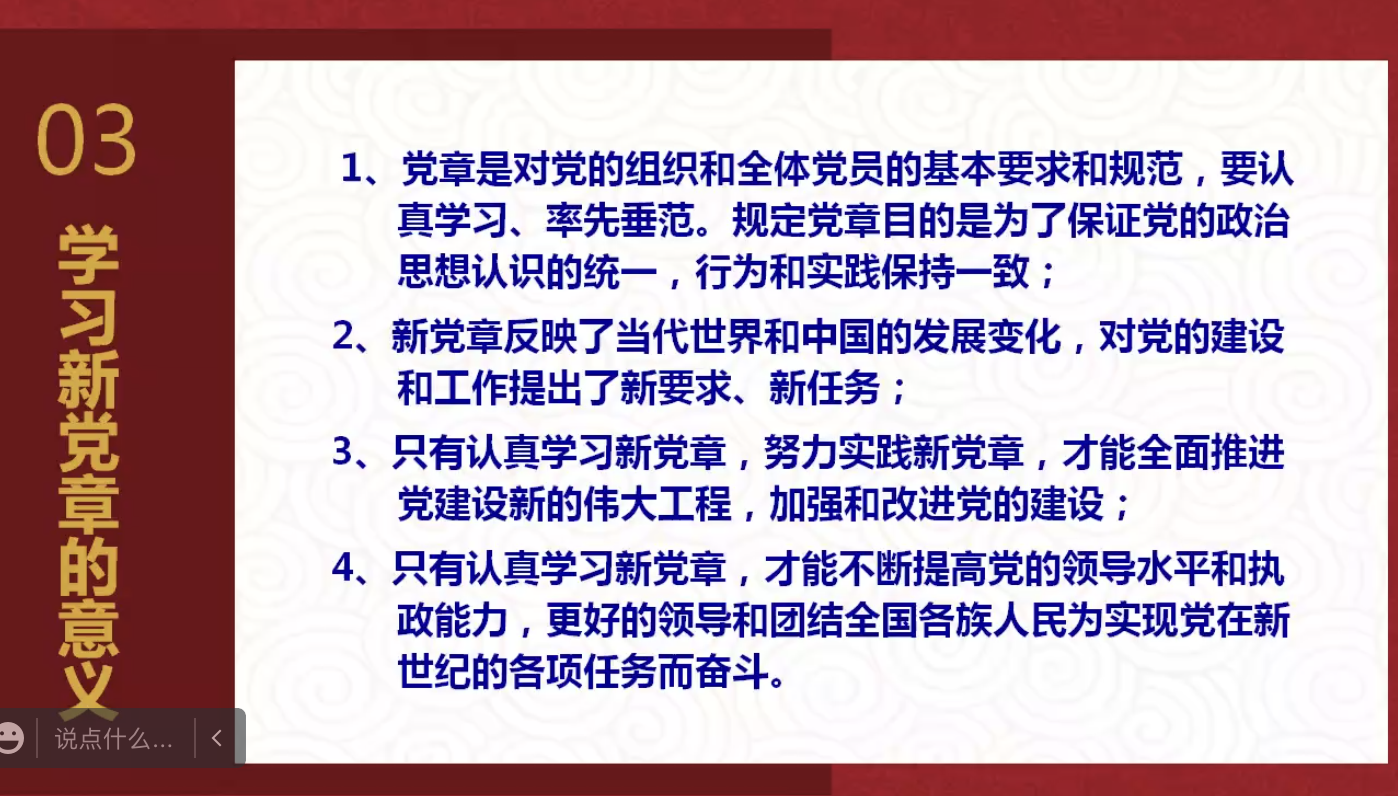 03
学习新党章的意义
1、党章是对党的组织和全体党员的基本要求和规范，要认
真学习、率先垂范。规定党章目的是为了保证党的政治
思想认识的统一，行为和实践保持一致；
2、新党章反映了当代世界和中国的发展变化，对党的建设
和工作提出了新要求、新任务；
3、只有认真学习新党章，努力实践新党章，才能全面推进
党建设新的伟大工程，加强和改进党的建设；
4、只有认真学习新党章，才能不断提高党的领导水平和执
政能力，更好的领导和团结全国各族人民为实现党在新
世纪的各项任务而奋斗。
说点什么...